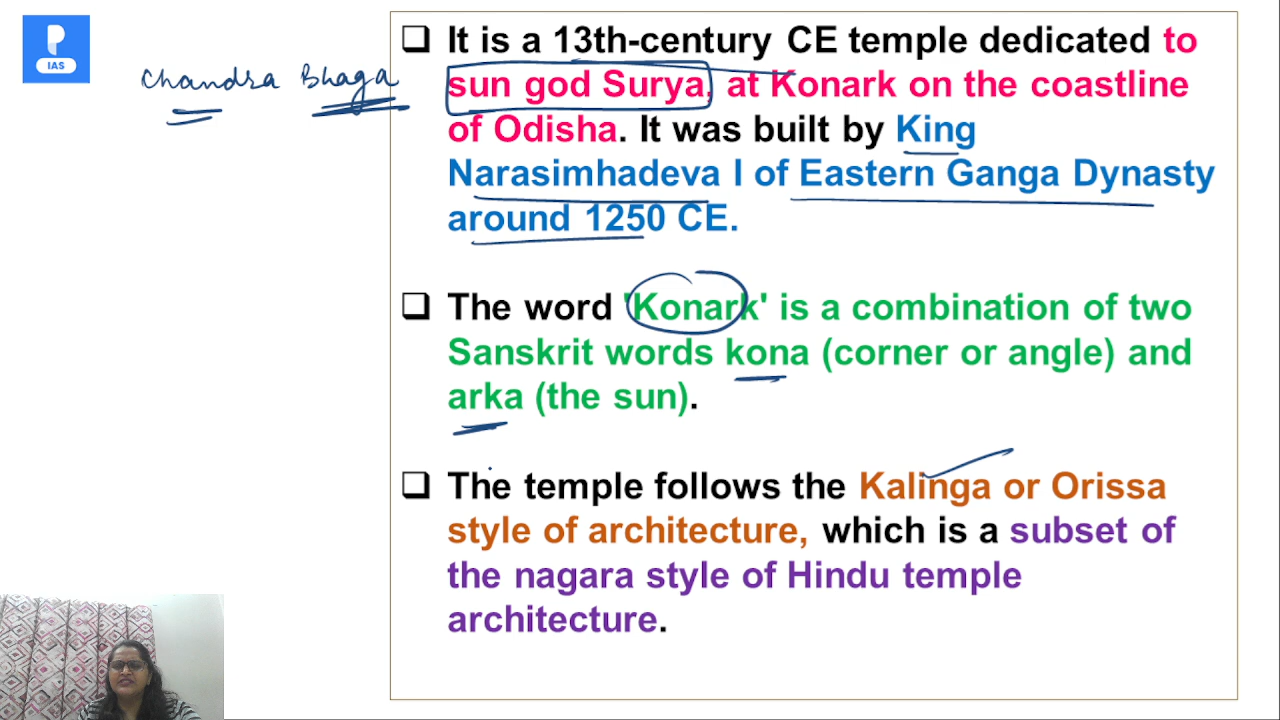 IAS
Chandra Bhaga
❑ It is a 13th-century CE temple dedicated to
sun god Surya, at Konark on the coastline
of Odisha. It was built by King
Narasimhadeva I of Eastern Ganga Dynasty
around 1250 CE.
❑ The word 'Konark' is a combination of two
Sanskrit words kona (corner or angle) and
arka (the sun).
❑ The temple follows the Kalinga or Orissa
style of architecture, which is a subset of
the nagara style of Hindu temple
architecture.